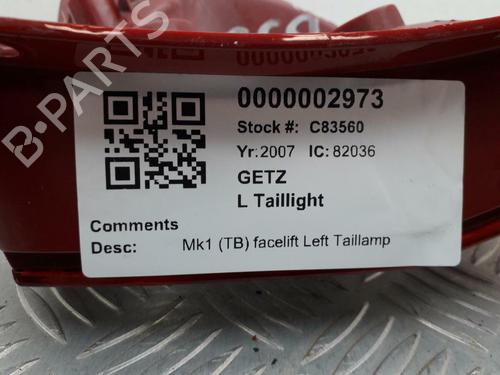 B-PARTS
0000002973
Stock #: C83560
Yr:2007 IC:82036
GETZ
L Taillight
Comments
Desc: Mk1 (TB) facelift Left Taillamp